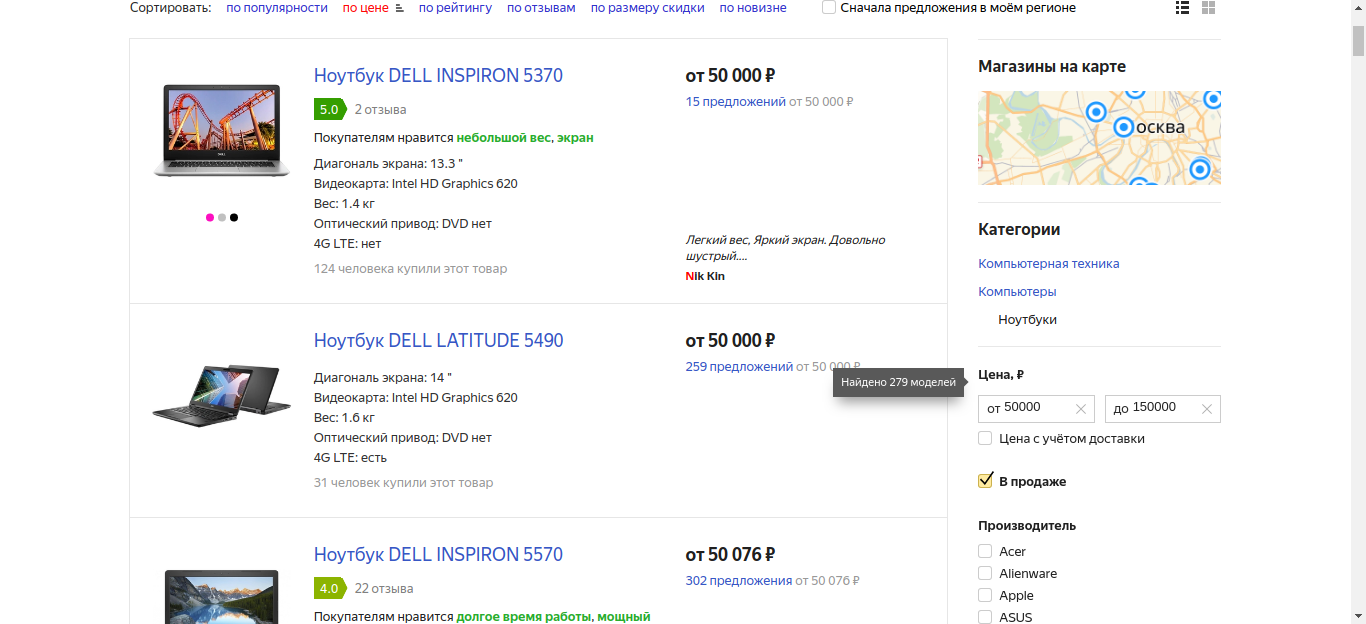 Сортировать: по популярности по цене по рейтингу по отзывам по размеру скидки по новизне Сначала предложения в моём регионе
Ноутбук DELL INSPIRON 5370
5.0 2 отзыва
Покупателям нравится небольшой вес, экран
Диагональ экрана: 13.3 "
Видеокарта: Intel HD Graphics 620
Вес: 1.4 кг
Оптический привод: DVD нет
4G LTE: нет
124 человека купили этот товар
от 50 000 ₽
15 предложений от 50 000 ₽
Легкий вес, Яркий экран. Довольно
шустрый....
Nik Kin
Ноутбук DELL LATITUDE 5490
Диагональ экрана: 14 "
Видеокарта: Intel HD Graphics 620
Вес: 1.6 кг
Оптический привод: DVD нет
4G LTE: есть
31 человек купили этот товар
от 50 000 ₽
259 предложений от 50 000 ₽
Ноутбук DELL INSPIRON 5570
4.0 22 отзыва
Покупателям нравится долгое время работы, мощный
от 50 076 ₽
302 предложения от 50 076 ₽
Магазины на карте
осква
Категории
Компьютерная техника
Компьютеры
Ноутбуки
Цена, ₽
Найдено 279 моделей
от 50000 до 150000
Цена с учётом доставки
В продаже
Производитель
Acer
Alienware
Apple
ASUS